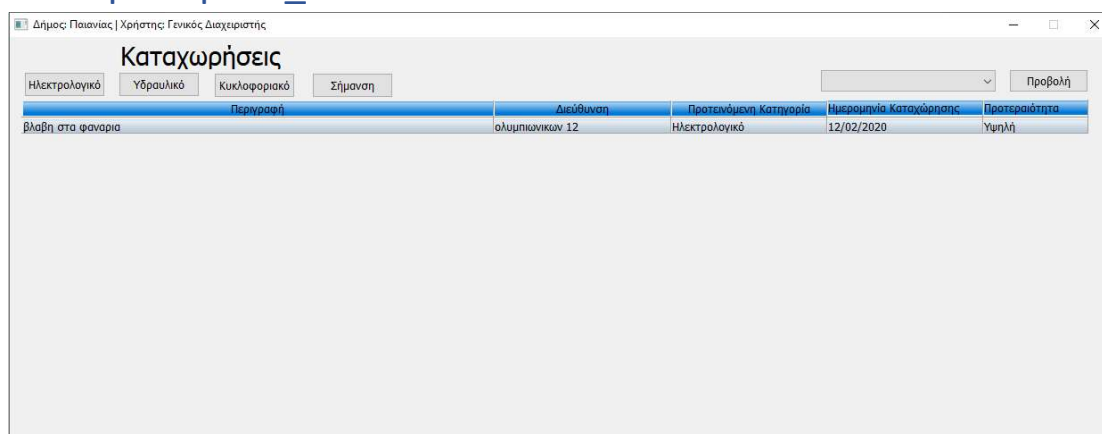 Δήμος: Παιανίας | Χρήστης: Γενικός Διαχειριστής
Καταχωρήσεις
Ηλεκτρολογικό Υδραυλικό Κυκλοφοριακό Σήμανση Προβολή
Περιγραφή Διεύθυνση Προτεινόμενη Κατηγορία Ημερομηνία Καταχώρησης Προτεραιότητα
βλαβη στα φαναρια ολυμπιωνικων 12 Ηλεκτρολογικό 12/02/2020 Υψηλή